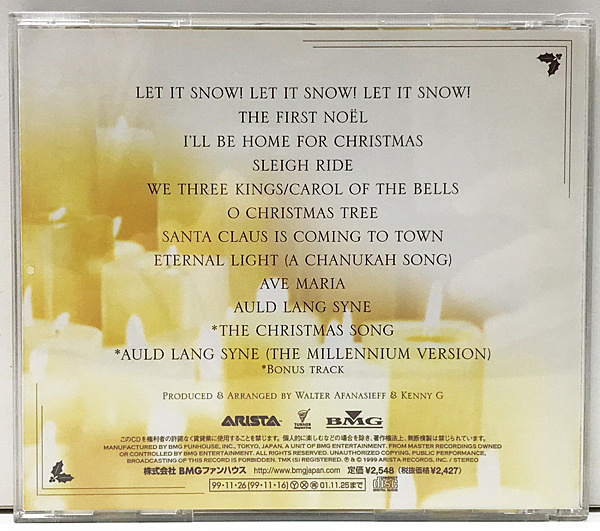 LET IT SNOW! LET IT SNOW! LET IT SNOW!
THE FIRST NOËL
I'LL BE HOME FOR CHRISTMAS
SLEIGH RIDE
WE THREE KINGS/CAROL OF THE BELLS
O CHRISTMAS TREE
SANTA CLAUS IS COMING TO TOWN
ETERNAL LIGHT (A CHANUKAH SONG)
AVE MARIA
AULD LANG SYNE
*THE CHRISTMAS SONG
*AULD LANG SYNE (THE MILLENNIUM VERSION)
*BONUS TRACK
PRODUCED & ARRANGED BY WALTER AFANASIEFF & KENNY G
ARISTA BMG
このCDを権利者の許諾なく賃貸業に使用することを禁じます。個人的に楽しむなどの場合を除き、著作権法上、無断複製は禁じられています。
MANUFACTURED BY BMG FUNHOUSE, INC., TOKYO, JAPAN, A UNIT OF BMG ENTERTAINMENT. FROM MASTER RECORDINGS OWNED
OR CONTROLLED BY BMG ENTERTAINMENT. ALL RIGHTS RESERVED. UNAUTHORIZED COPYING, PUBLIC PERFORMANCE,
BROADCASTING OF THIS RECORD IS FORBIDDEN. TMK (S) REGISTERED. ℗ & © 1999 ARISTA RECORDS, INC. / STEREO
株式会社 BMGファンハウス http://www.bmgjapan.com 定価 ¥2,548 (税抜価格 ¥2,427)
99・11・26 (99・11・16) Ⓨ Ⓧ 01.11.25まで